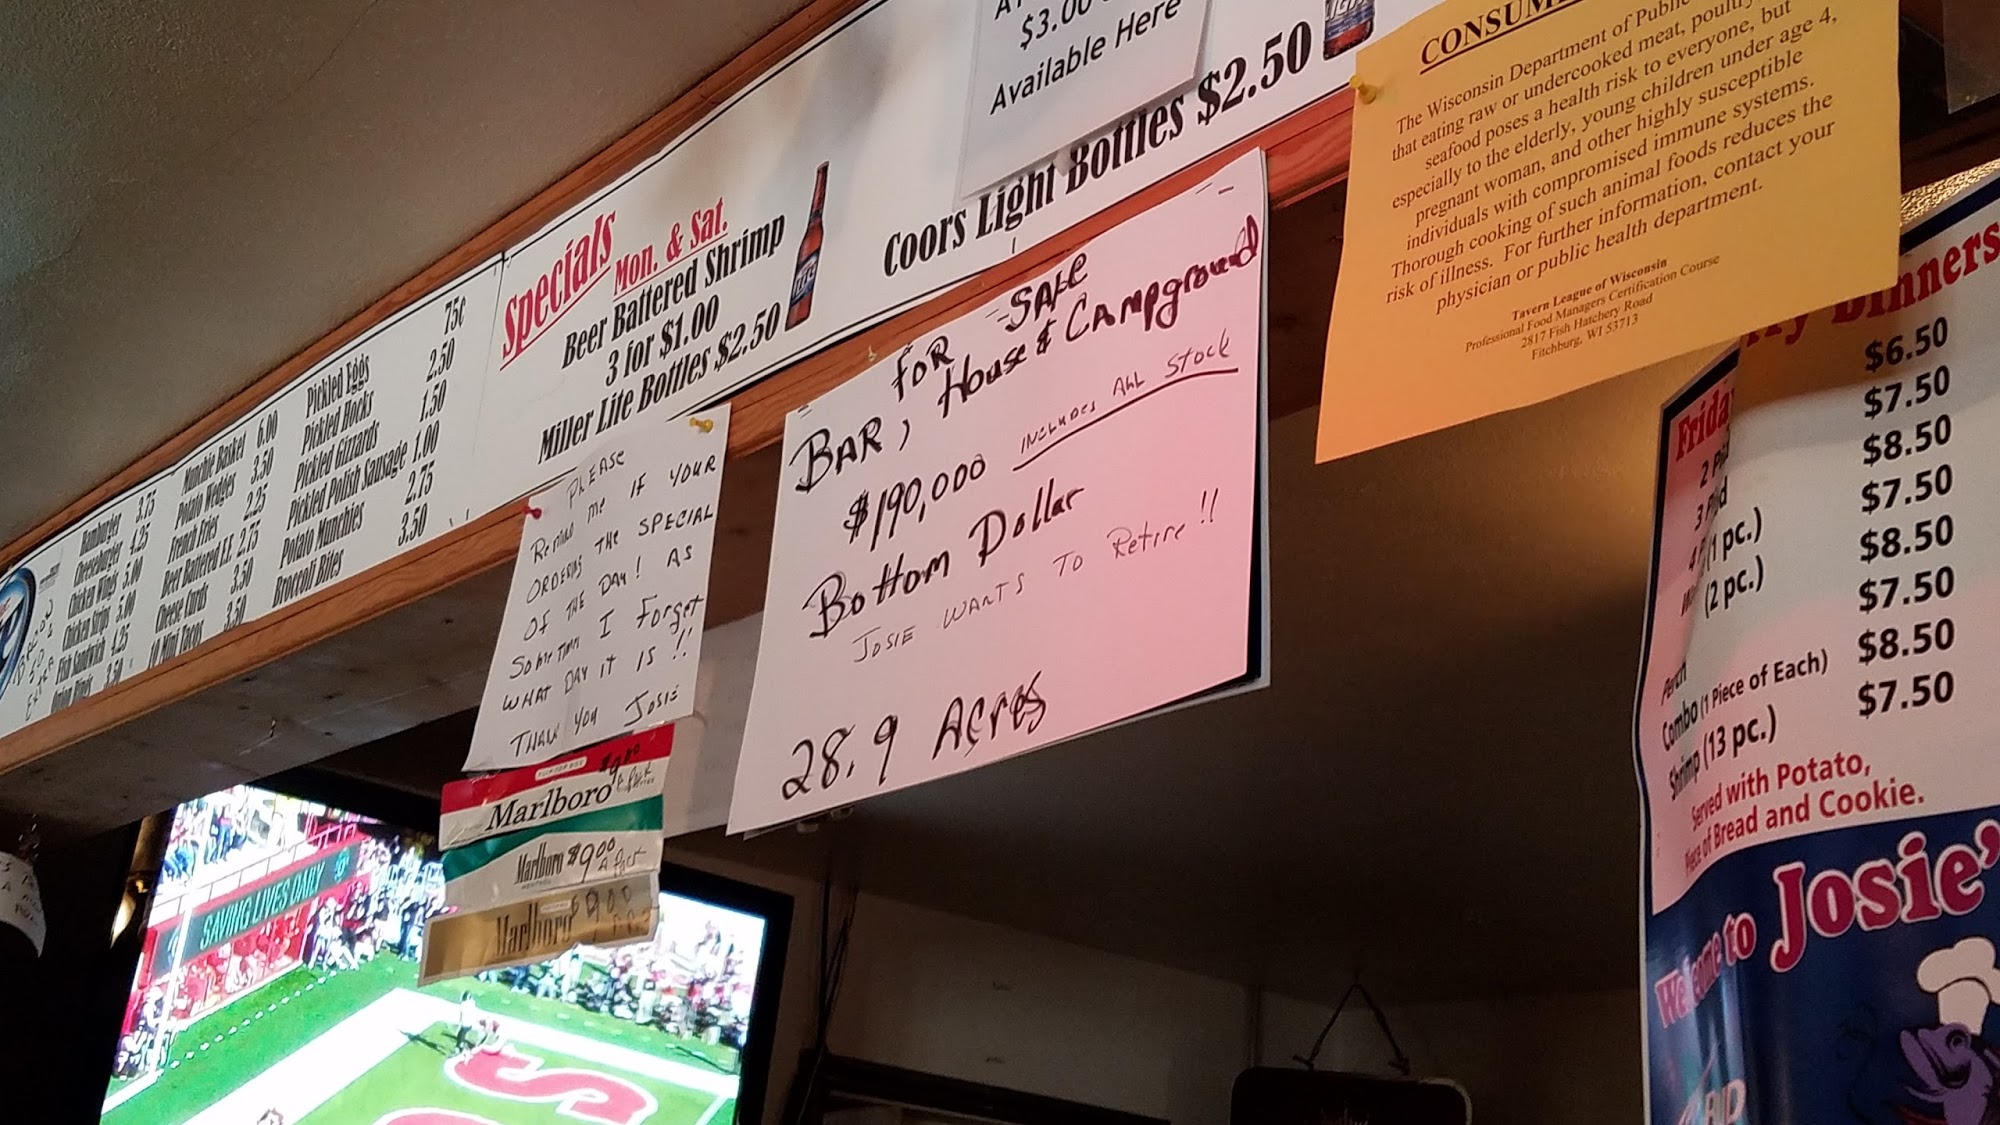 Hamburger 3.75
Cheeseburger 4.25
Chicken Wings 5.00
Chicken Strips 5.00
Fish Sandwich 4.25
Onion Rings 3.50
Munchie Basket 6.00
Potato Wedges 3.50
French Fries 2.25
Beer Battered F.F. 2.75
Cheese Curds 3.50
10 Mini Tacos 3.50
Pickled Eggs 75¢
Pickled Hocks 2.50
Pickled Gizzards 1.50
Pickled Polish Sausage 1.00
Potato Munchies 2.75
Broccoli Bites 3.50
Specials
Mon. & Sat.
Beer Battered Shrimp
3 for $1.00
Miller Lite Bottles $2.50
$3.00
Available Here
Coors Light Bottles $2.50
PLEASE
Remind me IF YOUR
ORDERING THE SPECIAL
OF THE DAY! AS
Sometimes I Forget
WHAT DAY IT IS!!
THANK YOU JOSIE
FOR SALE
BAR, House & Campground
$190,000 INCLUDES ALL STOCK
Bottom Dollar
JOSIE WANTS TO Retire!!
28.9 Acres
The Wisconsin Department of Public
that eating raw or undercooked meat, poultry
seafood poses a health risk to everyone, but
especially to the elderly, young children under age 4,
pregnant woman, and other highly susceptible
individuals with compromised immune systems.
Thorough cooking of such animal foods reduces the
risk of illness. For further information, contact your
physician or public health department.
Tavern League of Wisconsin
Professional Food Managers Certification Course
2817 Fish Hatchery Road
Fitchburg, WI 53713
Marlboro $9.00
A Pack
Marlboro $9.00
MENTHOL A Pack
Marlboro $9.00
SAVING LIVES DAILY
Friday Dinners
$6.50
$7.50
$8.50
(1 pc.) $7.50
(2 pc.) $8.50
$7.50
Perch
Combo (1 Piece of Each) $8.50
Shrimp (13 pc.) $7.50
Served with Potato,
Piece of Bread and Cookie.
Welcome to Josie's